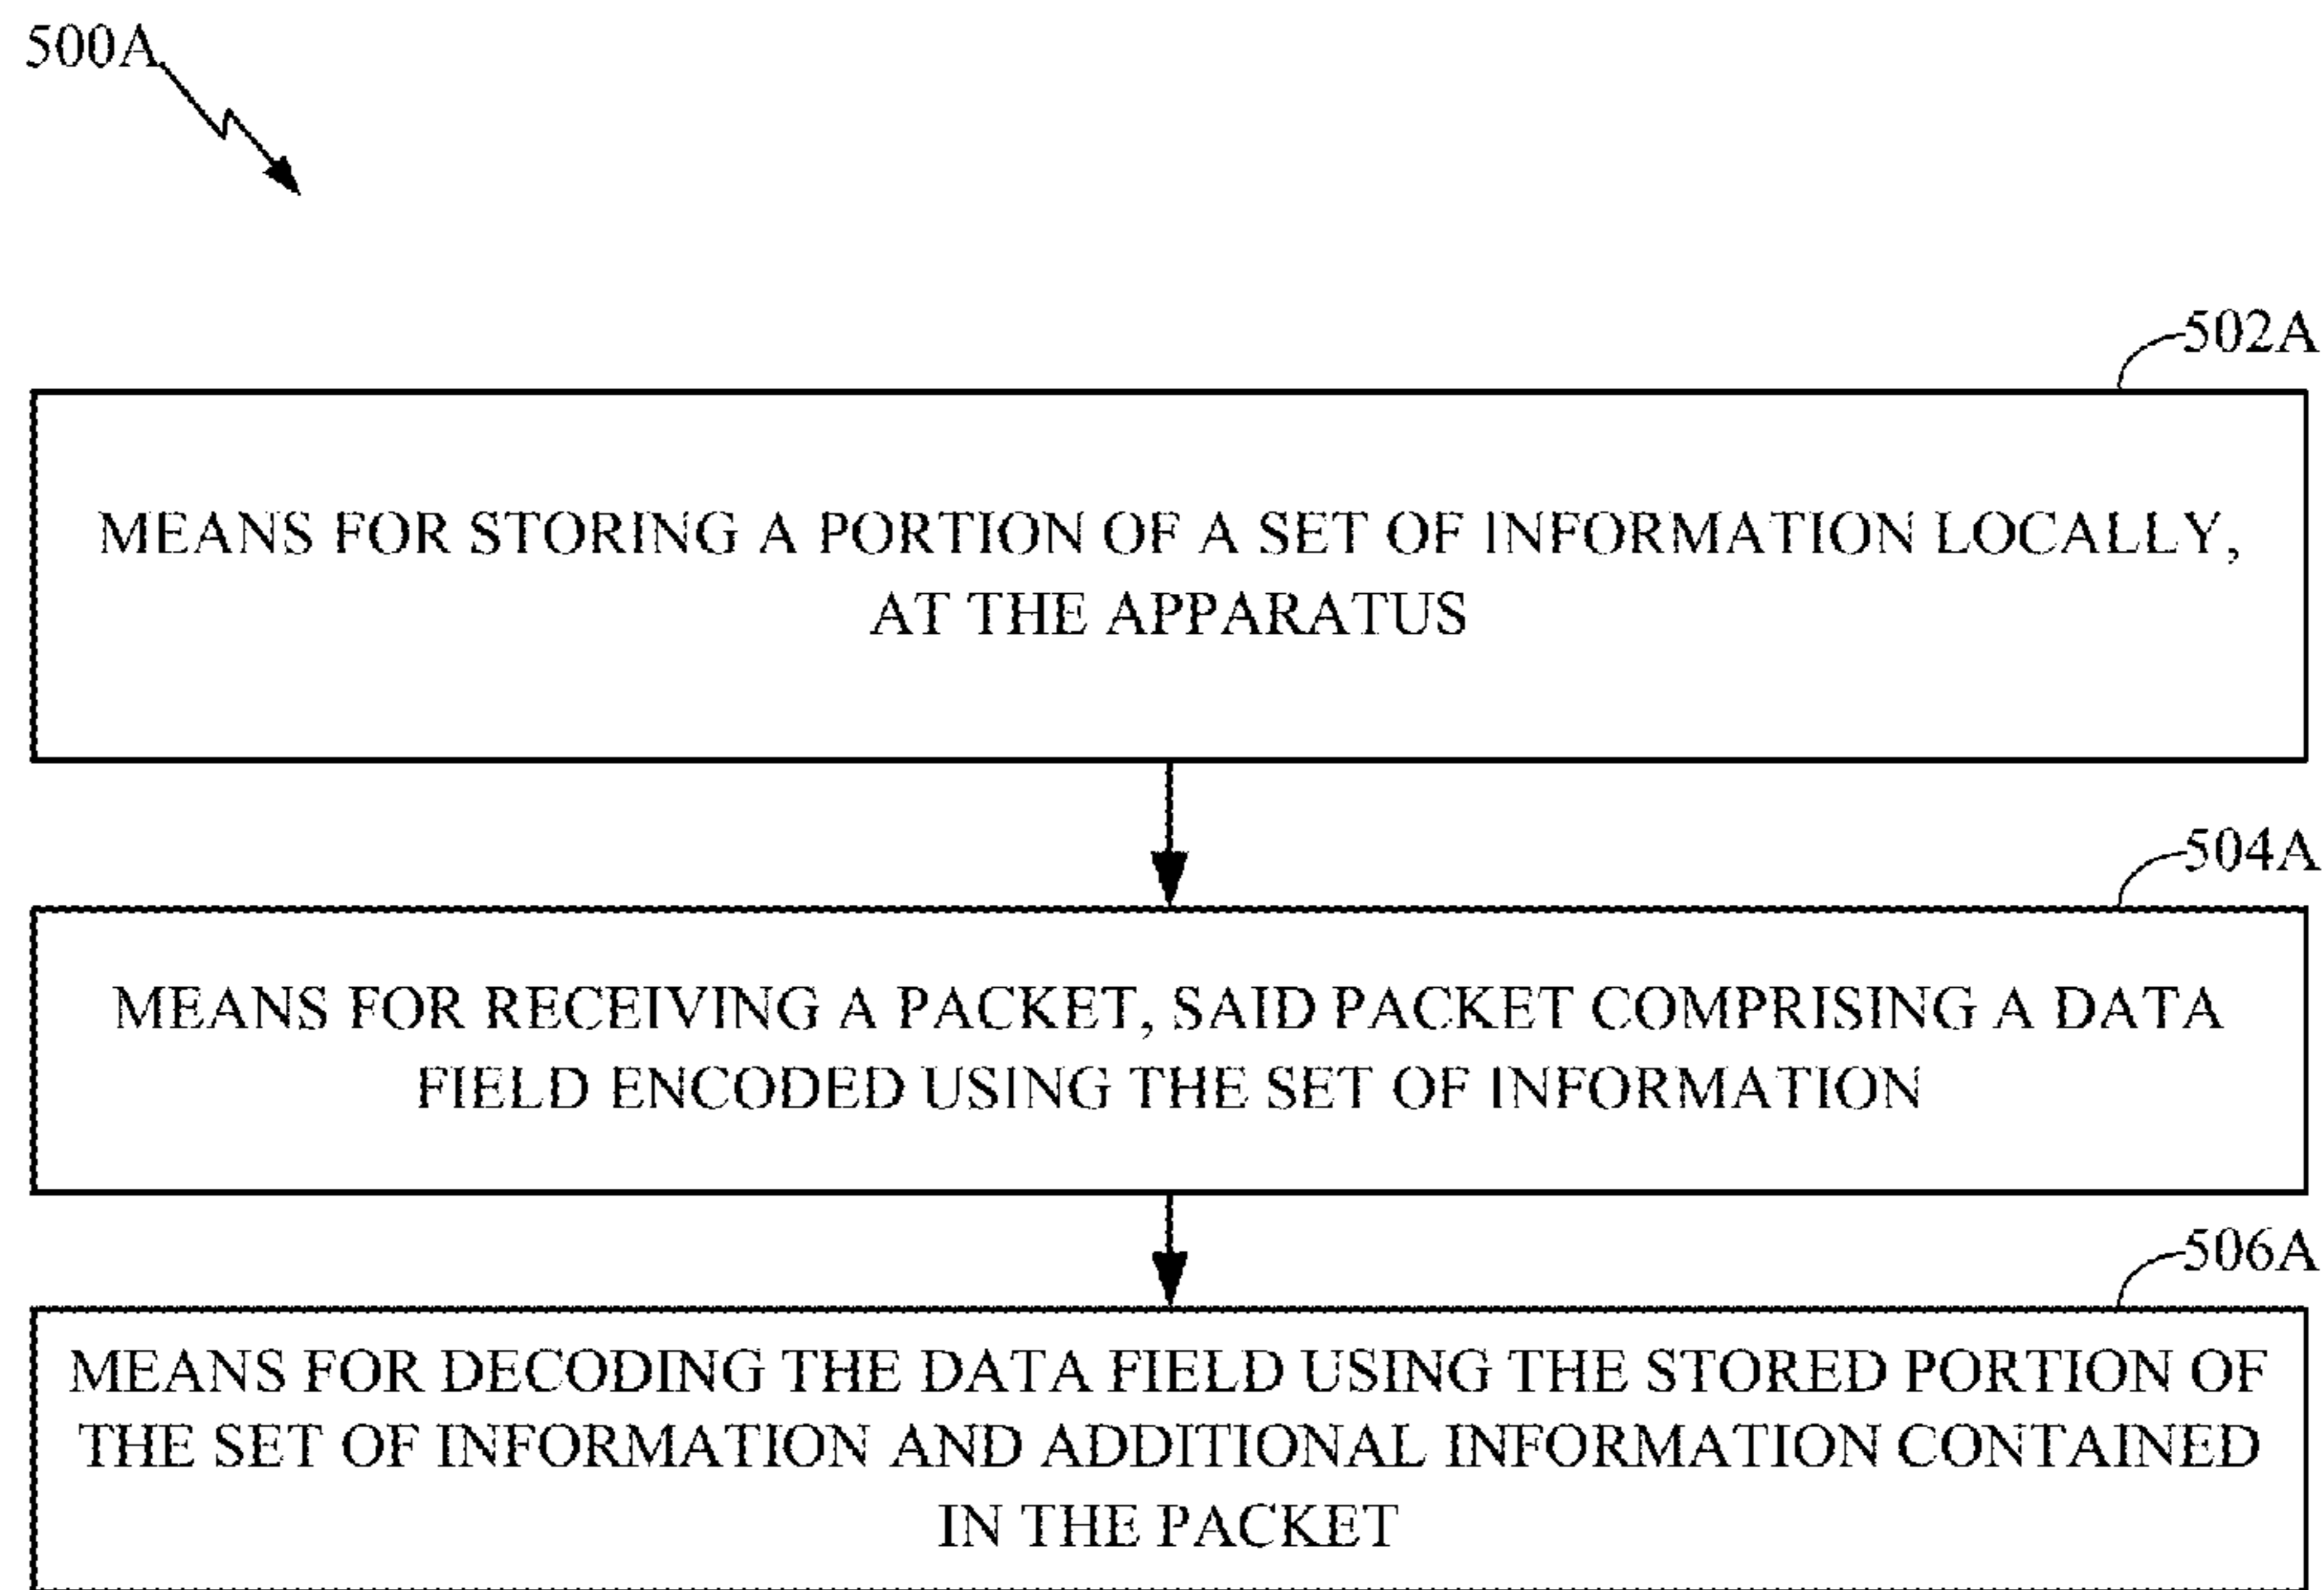 500A
502A
MEANS FOR STORING A PORTION OF A SET OF INFORMATION LOCALLY,
AT THE APPARATUS
504A
MEANS FOR RECEIVING A PACKET, SAID PACKET COMPRISING A DATA
FIELD ENCODED USING THE SET OF INFORMATION
506A
MEANS FOR DECODING THE DATA FIELD USING THE STORED PORTION OF
THE SET OF INFORMATION AND ADDITIONAL INFORMATION CONTAINED
IN THE PACKET